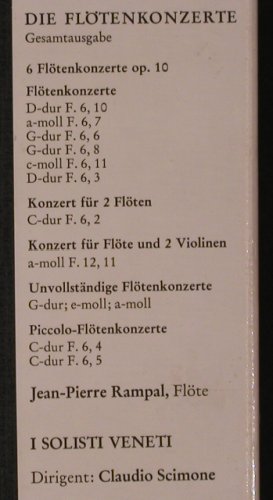 DIE FLÖTENKONZERTE
Gesamtausgabe
6 Flötenkonzerte op. 10
Flötenkonzerte
D-dur F. 6, 10
a-moll F. 6, 7
G-dur F. 6, 6
G-dur F. 6, 8
c-moll F. 6, 11
D-dur F. 6, 3
Konzert für 2 Flöten
C-dur F. 6, 2
Konzert für Flöte und 2 Violinen
a-moll F. 12, 11
Unvollständige Flötenkonzerte
G-dur; e-moll; a-moll
Piccolo-Flötenkonzerte
C-dur F. 6, 4
C-dur F. 6, 5
Jean-Pierre Rampal, Flöte
I SOLISTI VENETI
Dirigent: Claudio Scimone